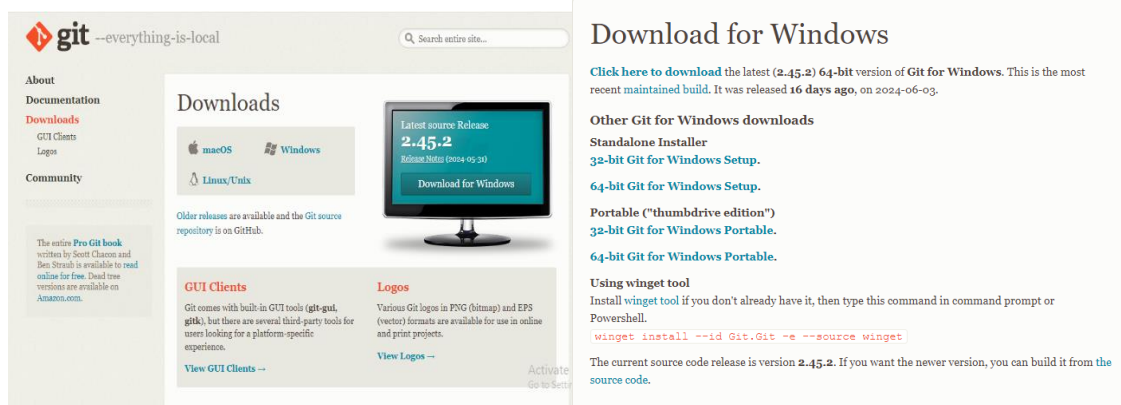 git --everything-is-local
Search entire site...
About
Documentation
Downloads
GUI Clients
Logos
Community
The entire Pro Git book
written by Scott Chacon and
Ben Straub is available to read
online for free. Dead tree
versions are available on
Amazon.com.
Downloads
macOS
Windows
Linux/Unix
Older releases are available and the Git source
repository is on GitHub.
Latest source Release
2.45.2
Release Notes (2024-05-31)
Download for Windows
GUI Clients
Git comes with built-in GUI tools (git-gui,
gitk), but there are several third-party tools for
users looking for a platform-specific
experience.
View GUI Clients →
Logos
Various Git logos in PNG (bitmap) and EPS
(vector) formats are available for use in online
and print projects.
View Logos →
Activate
Go to Setti
Download for Windows
Click here to download the latest (2.45.2) 64-bit version of Git for Windows. This is the most
recent maintained build. It was released 16 days ago, on 2024-06-03.
Other Git for Windows downloads
Standalone Installer
32-bit Git for Windows Setup.
64-bit Git for Windows Setup.
Portable ("thumbdrive edition")
32-bit Git for Windows Portable.
64-bit Git for Windows Portable.
Using winget tool
Install winget tool if you don't already have it, then type this command in command prompt or
Powershell.
winget install --id Git.Git -e --source winget
The current source code release is version 2.45.2. If you want the newer version, you can build it from the
source code.